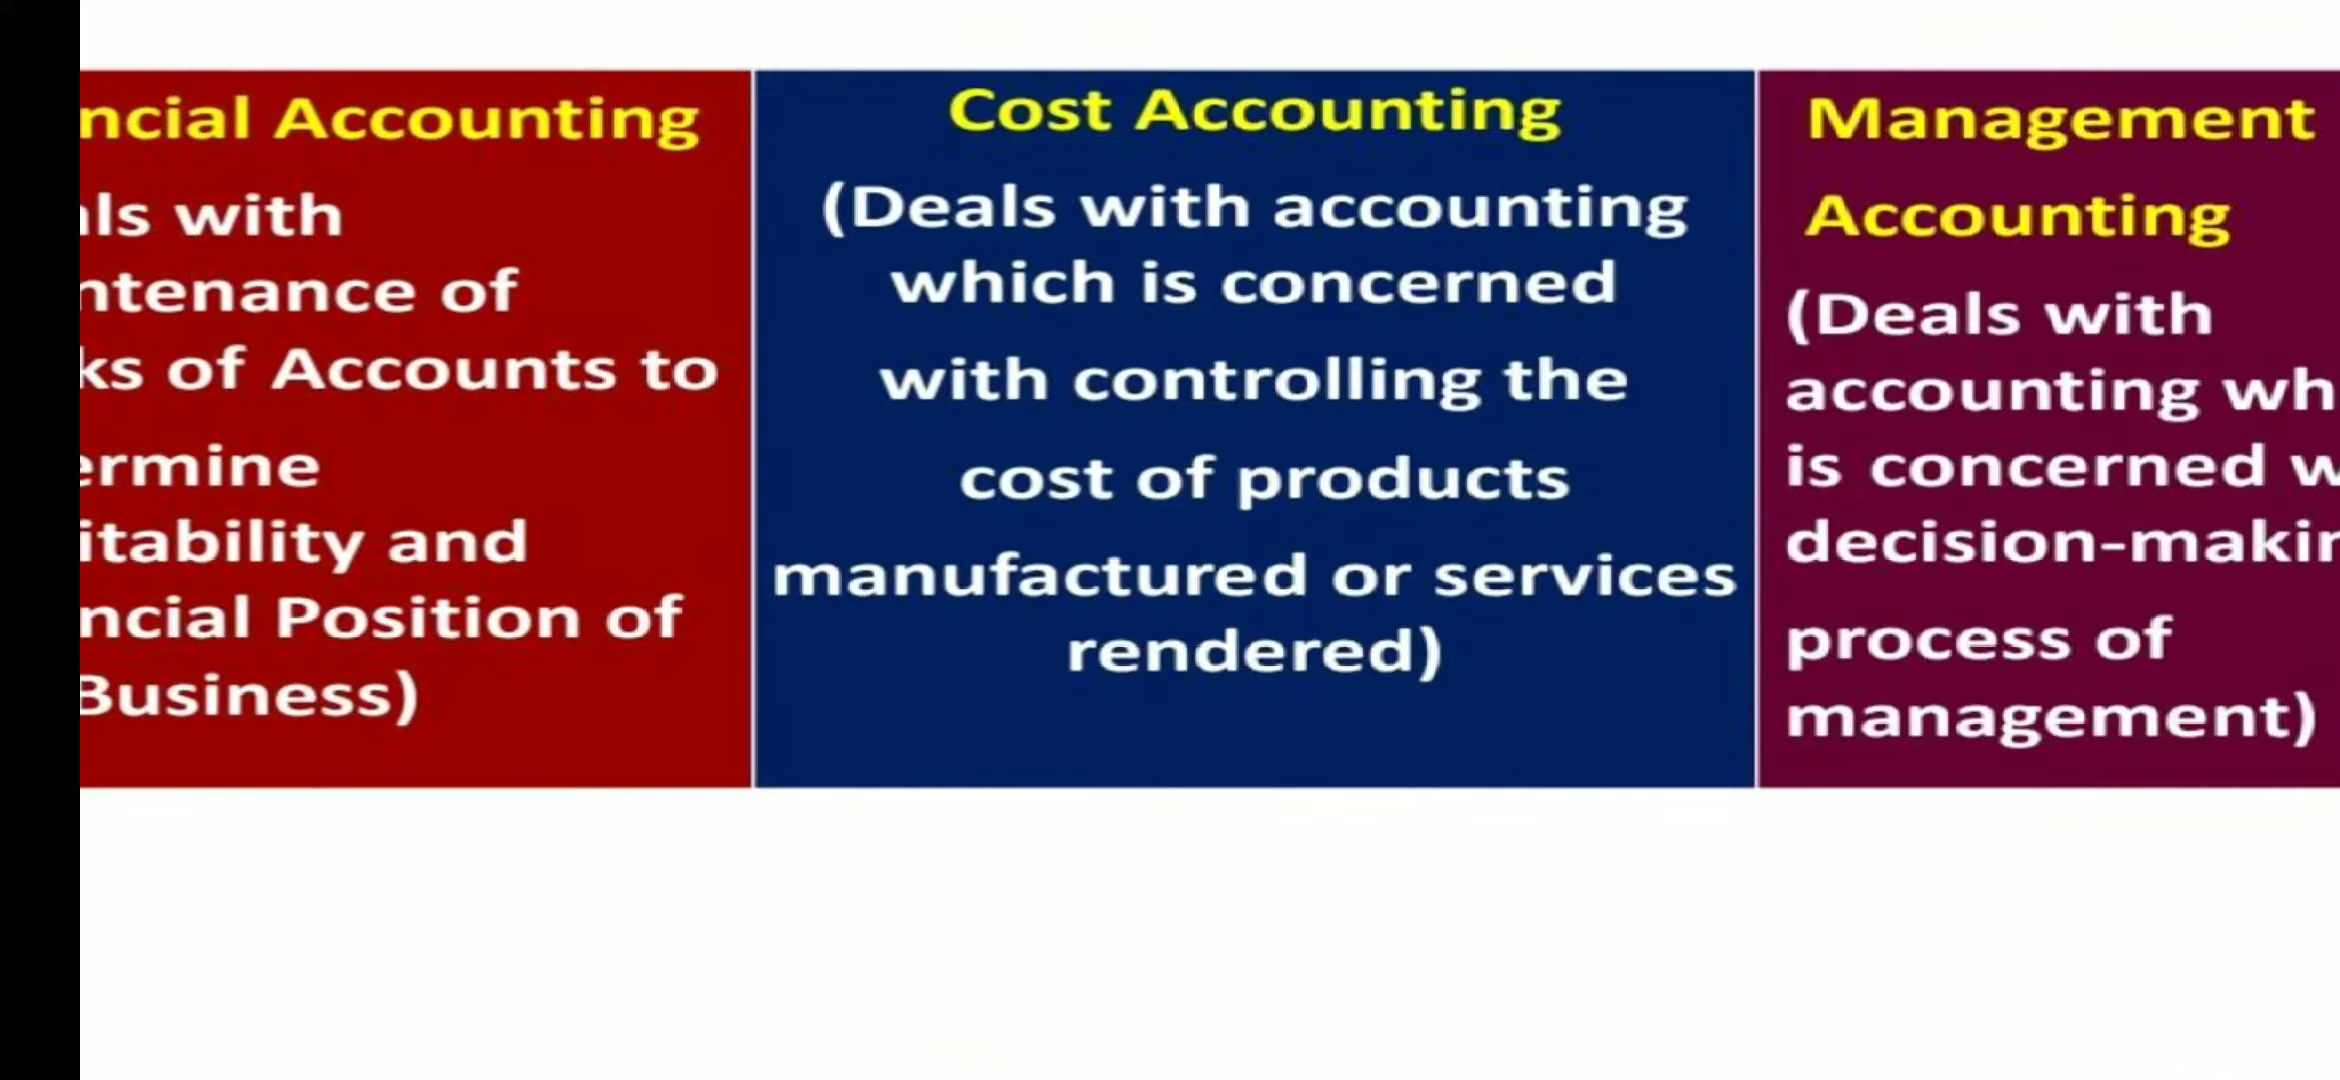 ncial Accounting
ls with
ntenance of
ks of Accounts to
ermine
itability and
ncial Position of
Business)
Cost Accounting
(Deals with accounting
which is concerned
with controlling the
cost of products
manufactured or services
rendered)
Management
Accounting
(Deals with
accounting wh
is concerned w
decision-makin
process of
management)